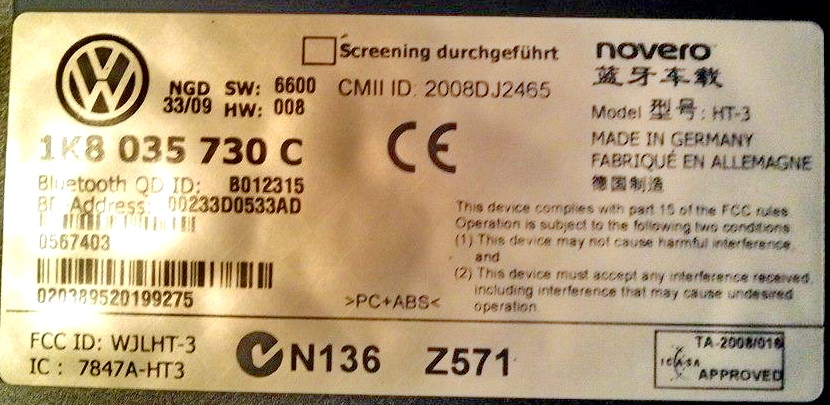 Screening durchgeführt
novero
蓝牙车载
NGD SW: 6600
33/09 HW: 008
CMII ID: 2008DJ2465
Model 型号: HT-3
1K8 035 730 C
CE
MADE IN GERMANY
FABRIQUÉ EN ALLEMAGNE
德国制造
Bluetooth QD ID: B012315
BT Address: 00233D0533AD
0567403
020389520199275
This device complies with part 15 of the FCC rules
Operation is subject to the following two conditions
(1) This device may not cause harmful interference
and
(2) This device must accept any interference received,
including interference that may cause undesired
operation.
>PC+ABS<
FCC ID: WJLHT-3
IC : 7847A-HT3
N136
Z571
TA-2008/016
ICASA
APPROVED